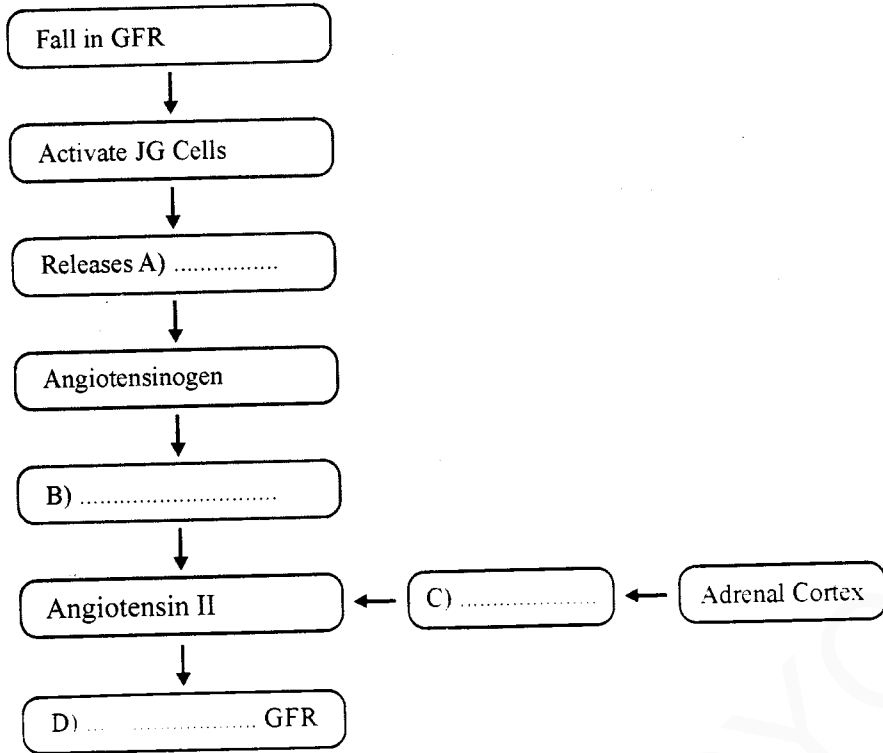 Fall in GFR
Activate JG Cells
Releases A) ................
Angiotensinogen
B) ..............................
Angiotensin II
C) .....................
Adrenal Cortex
D) ... ................... GFR